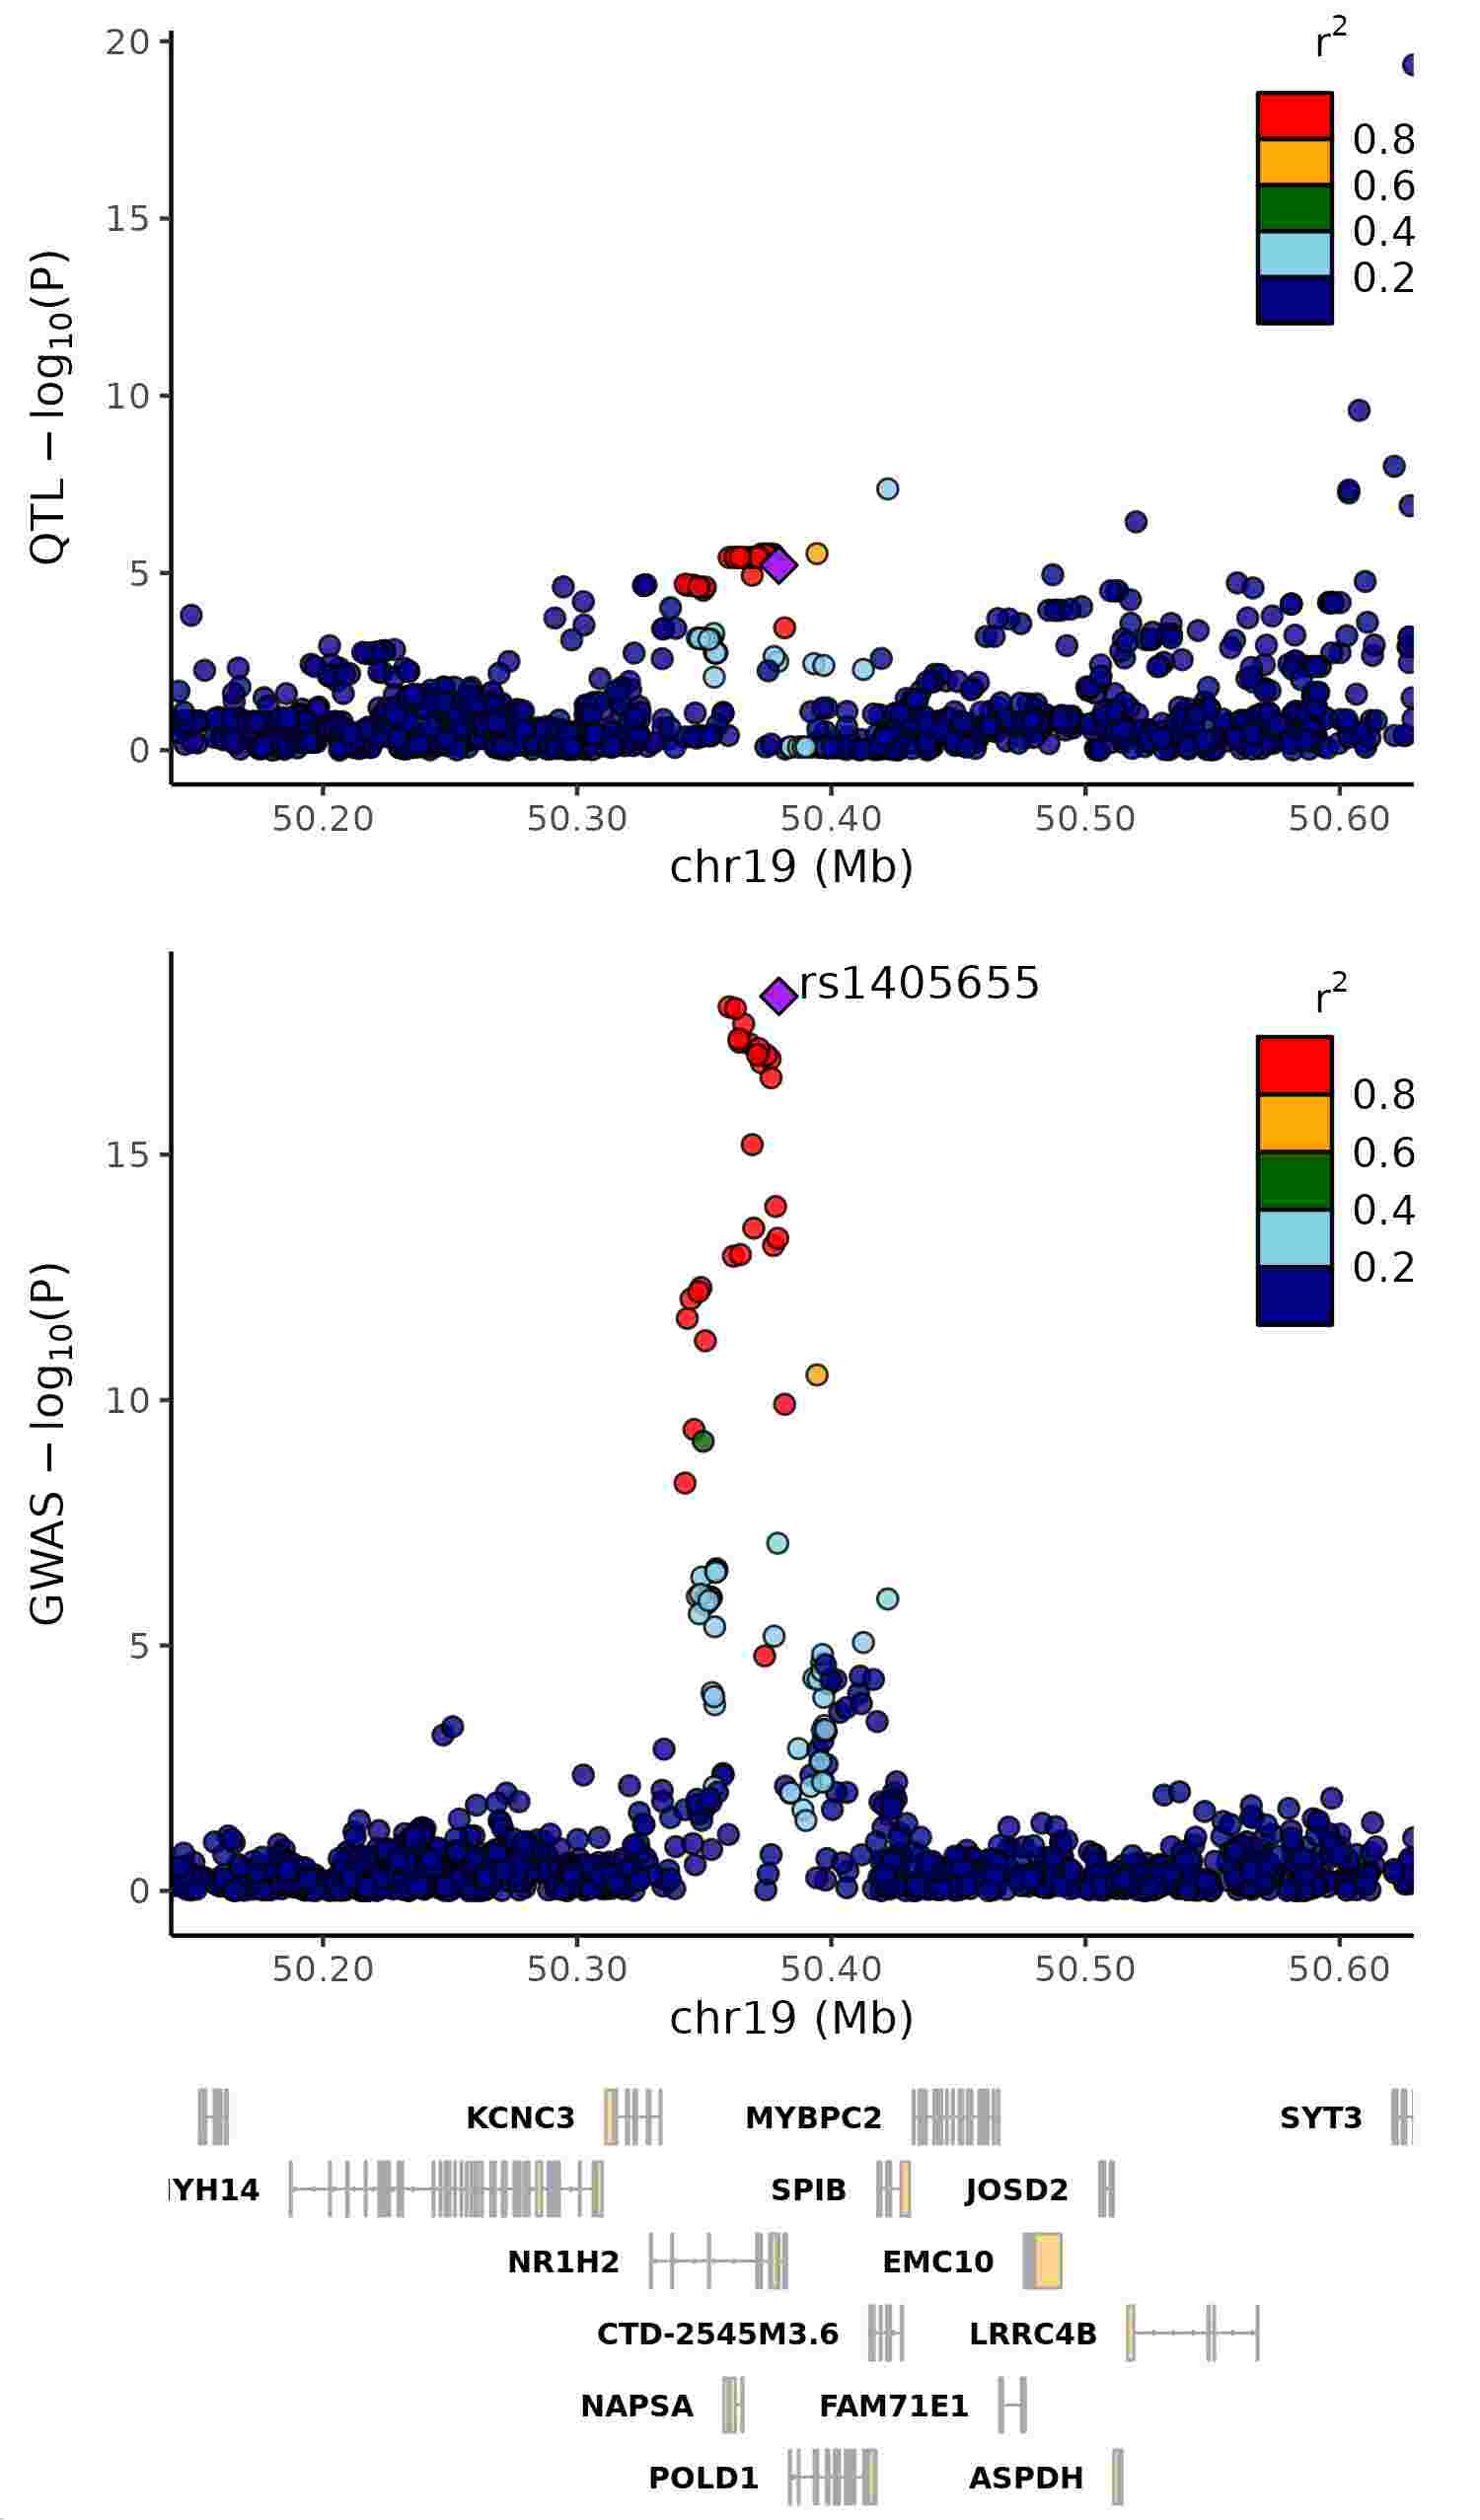 20
15
10
5
0
QTL −log10(P)
r2
0.8
0.6
0.4
0.2
50.20 50.30 50.40 50.50 50.60
chr19 (Mb)
rs1405655
15
10
5
0
GWAS −log10(P)
r2
0.8
0.6
0.4
0.2
50.20 50.30 50.40 50.50 50.60
chr19 (Mb)
KCNC3 MYBPC2 SYT3
YH14 SPIB JOSD2
NR1H2 EMC10
CTD-2545M3.6 LRRC4B
NAPSA FAM71E1
POLD1 ASPDH